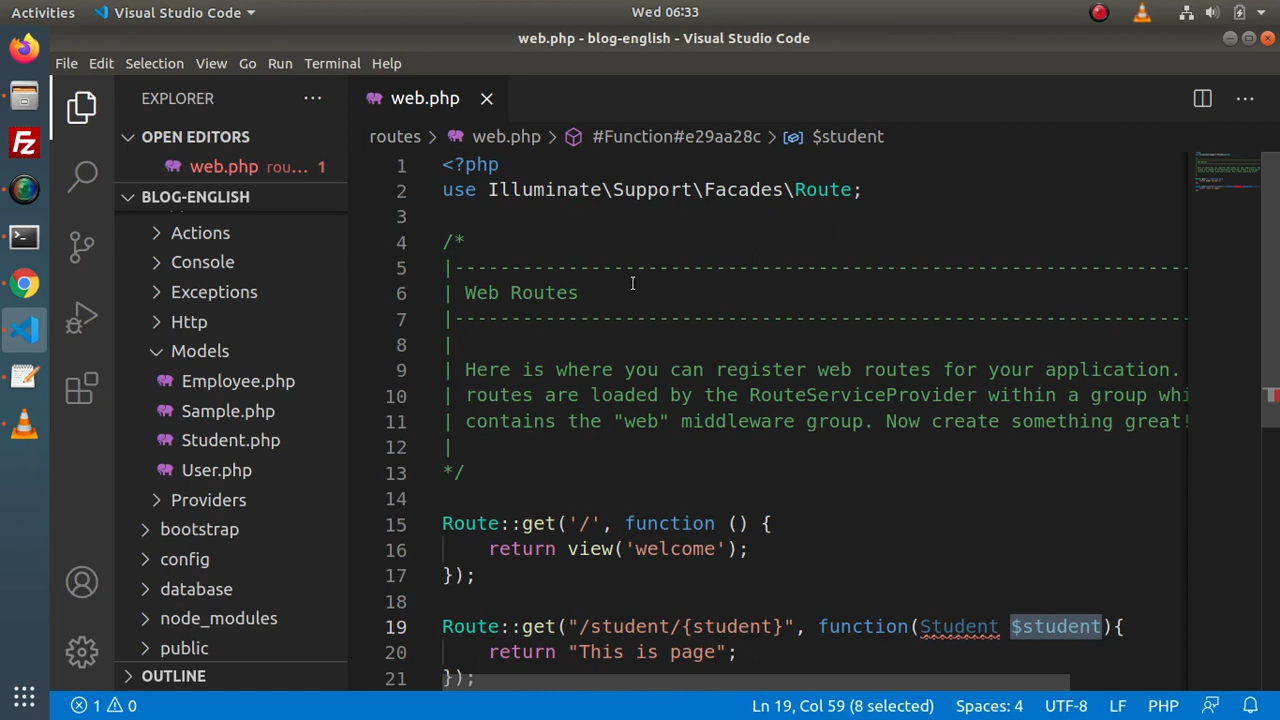 Activities
Visual Studio Code
Wed 06:33
web.php - blog-english - Visual Studio Code
File Edit Selection View Go Run Terminal Help
EXPLORER
OPEN EDITORS
web.php rou... 1
BLOG-ENGLISH
Actions
Console
Exceptions
Http
Models
Employee.php
Sample.php
Student.php
User.php
Providers
bootstrap
config
database
node_modules
public
OUTLINE
web.php
routes > web.php > #Function#e29aa28c > $student
1 <?php
2 use Illuminate\Support\Facades\Route;
3
4 /*
5 |--------------------------------------------------------------------------
6 | Web Routes
7 |--------------------------------------------------------------------------
8 |
9 | Here is where you can register web routes for your application.
10 | routes are loaded by the RouteServiceProvider within a group whi
11 | contains the "web" middleware group. Now create something great!
12 |
13 */
14
15 Route::get('/', function () {
16 return view('welcome');
17 });
18
19 Route::get("/student/{student}", function(Student $student){
20 return "This is page";
21 });
1 0
Ln 19, Col 59 (8 selected)
Spaces: 4
UTF-8
LF
PHP